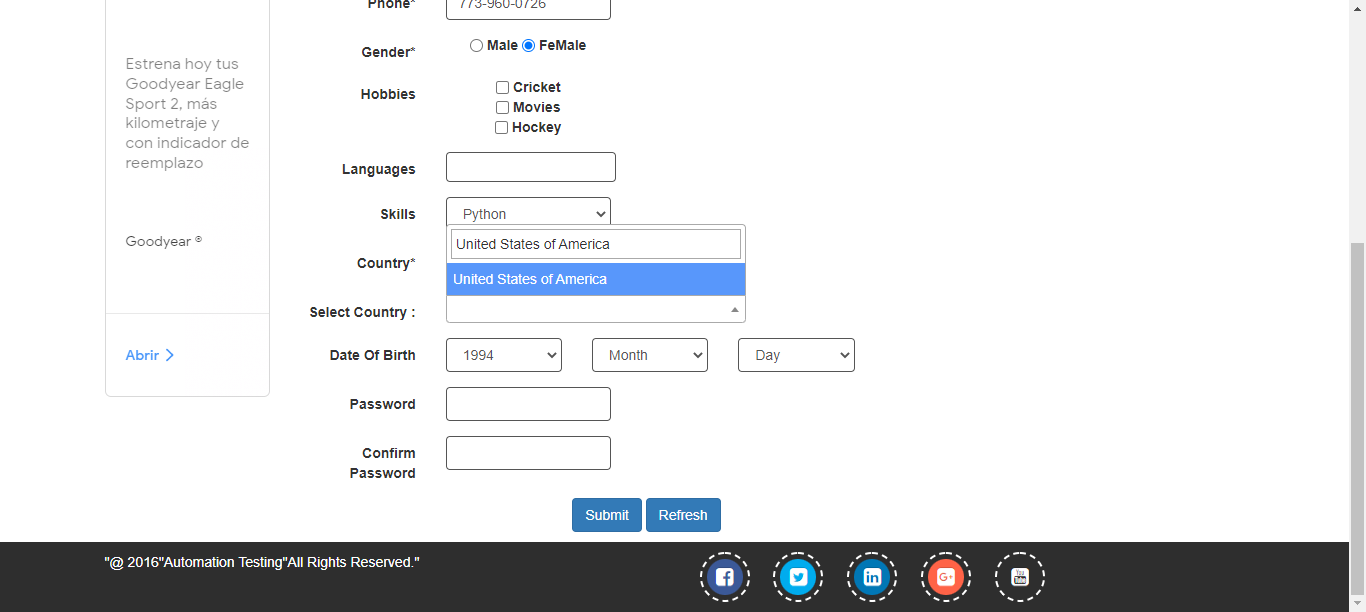 Phone*
773-960-0726
Gender*
Male
FeMale
Hobbies
Cricket
Movies
Hockey
Languages
Skills
Python
Country*
United States of America
United States of America
Select Country :
Date Of Birth
1994
Month
Day
Password
Confirm
Password
Submit
Refresh
Estrena hoy tus
Goodyear Eagle
Sport 2, más
kilometraje y
con indicador de
reemplazo
Goodyear ®
Abrir
"@ 2016"Automation Testing"All Rights Reserved."
f
in
G+
You
Tube